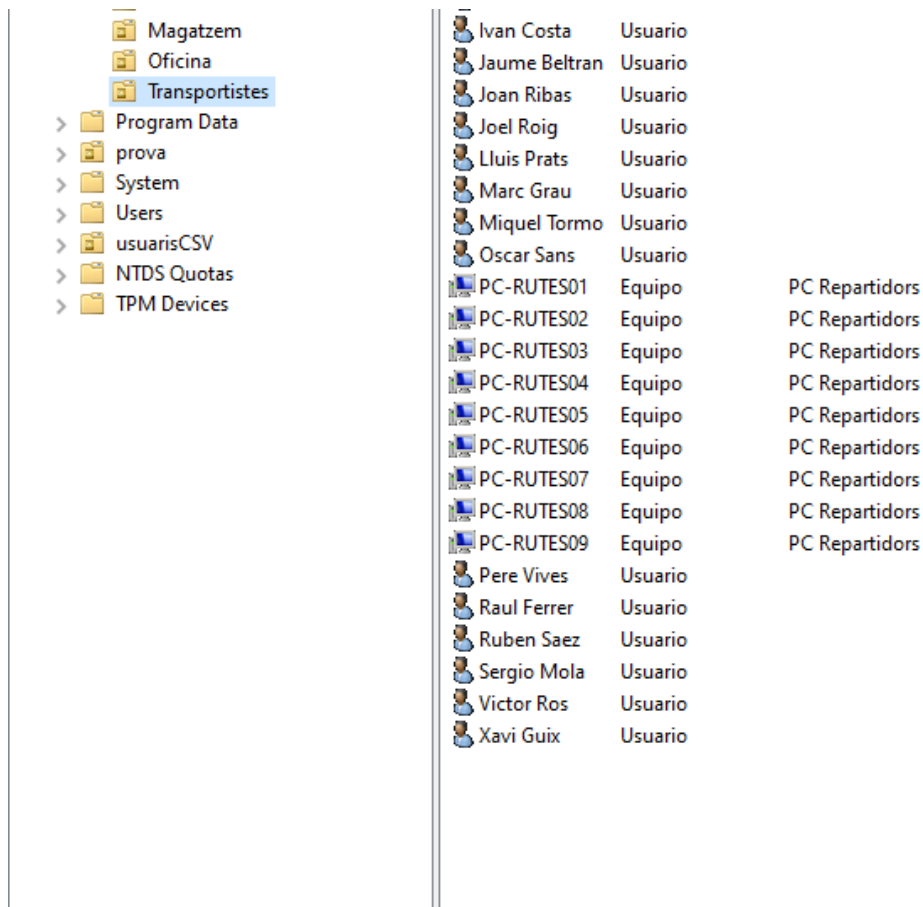 Magatzem
Oficina
Transportistes
Program Data
prova
System
Users
usuarisCSV
NTDS Quotas
TPM Devices
Ivan Costa Usuario
Jaume Beltran Usuario
Joan Ribas Usuario
Joel Roig Usuario
Lluis Prats Usuario
Marc Grau Usuario
Miquel Tormo Usuario
Oscar Sans Usuario
PC-RUTES01 Equipo PC Repartidors
PC-RUTES02 Equipo PC Repartidors
PC-RUTES03 Equipo PC Repartidors
PC-RUTES04 Equipo PC Repartidors
PC-RUTES05 Equipo PC Repartidors
PC-RUTES06 Equipo PC Repartidors
PC-RUTES07 Equipo PC Repartidors
PC-RUTES08 Equipo PC Repartidors
PC-RUTES09 Equipo PC Repartidors
Pere Vives Usuario
Raul Ferrer Usuario
Ruben Saez Usuario
Sergio Mola Usuario
Victor Ros Usuario
Xavi Guix Usuario